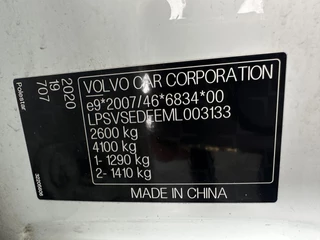 VOLVO CAR CORPORATION
e9*2007/46*6834*00
LPSVSEDEEML003133
2600 kg
4100 kg
1- 1290 kg
2- 1410 kg
MADE IN CHINA
2020
19
707
Polestar